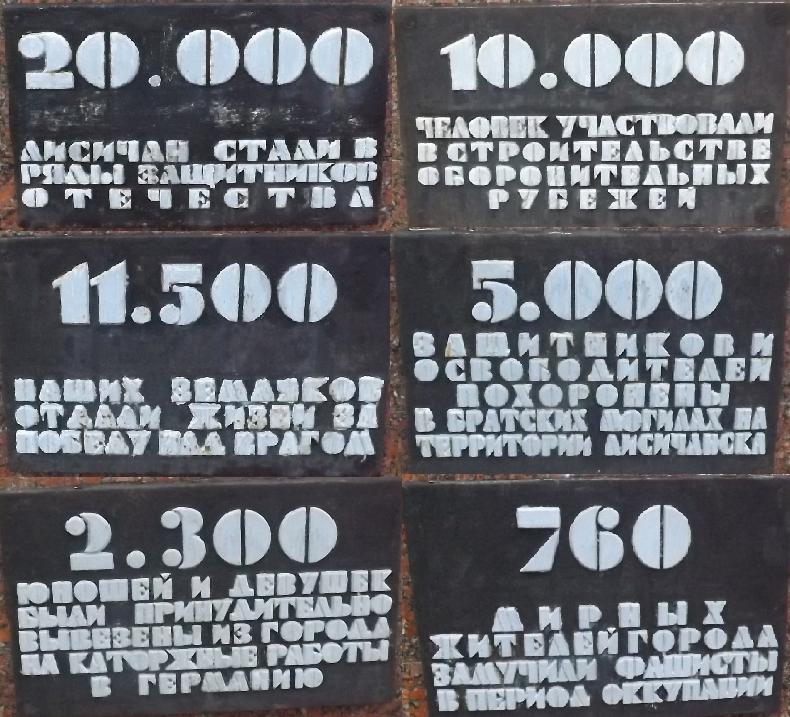 20.000
ЛИСИЧАН СТАЛИ В
РЯДЫ ЗАЩИТНИКОВ
ОТЕЧЕСТВА
10.000
ЧЕЛОВЕК УЧАСТВОВАЛИ
В СТРОИТЕЛЬСТВЕ
ОБОРОНИТЕЛЬНЫХ
РУБЕЖЕЙ
11.500
НАШИХ ЗЕМЛЯКОВ
ОТДАЛИ ЖИЗНИ ЗА
ПОБЕДУ НАД ВРАГОМ
5.000
ЗАЩИТНИКОВ И
ОСВОБОДИТЕЛЕЙ
ПОХОРОНЕНЫ
В БРАТСКИХ МОГИЛАХ НА
ТЕРРИТОРИИ ЛИСИЧАНСКА
2.300
ЮНОШЕЙ И ДЕВУШЕК
БЫЛИ ПРИНУДИТЕЛЬНО
ВЫВЕЗЕНЫ ИЗ ГОРОДА
НА КАТОРЖНЫЕ РАБОТЫ
В ГЕРМАНИЮ
760
МИРНЫХ
ЖИТЕЛЕЙ ГОРОДА
ЗАМУЧИЛИ ФАШИСТЫ
В ПЕРИОД ОККУПАЦИИ